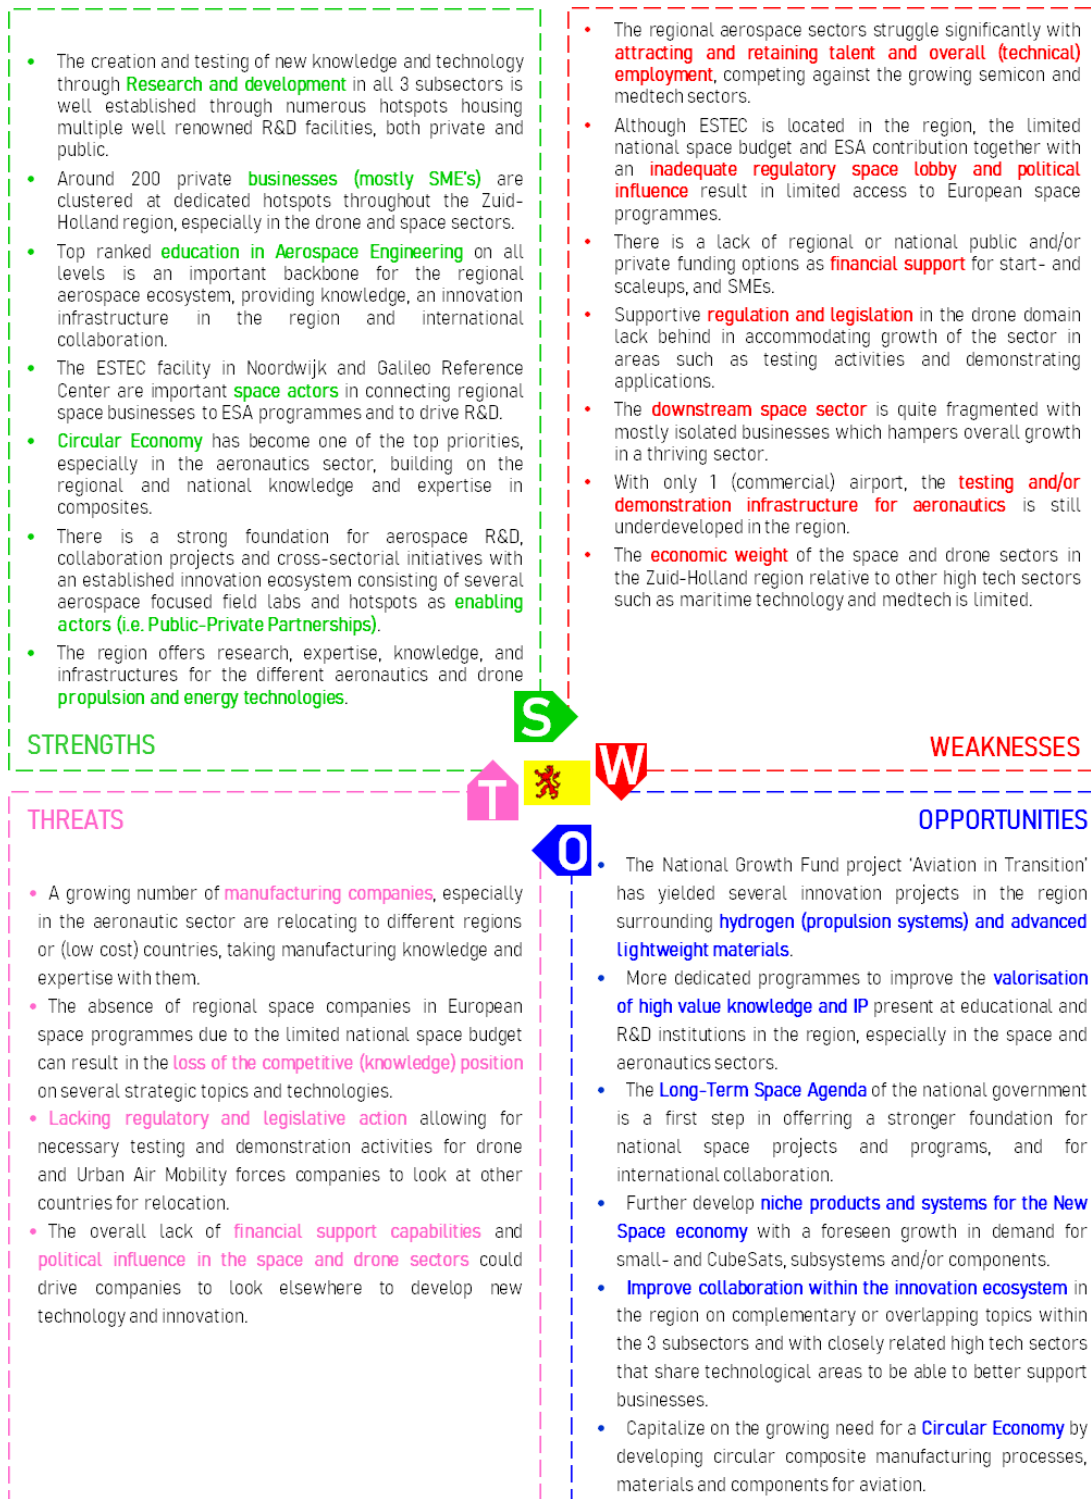 • The creation and testing of new knowledge and technology
through Research and development in all 3 subsectors is
well established through numerous hotspots housing
multiple well renowned R&D facilities, both private and
public.
• Around 200 private businesses (mostly SME's) are
clustered at dedicated hotspots throughout the Zuid-
Holland region, especially in the drone and space sectors.
• Top ranked education in Aerospace Engineering on all
levels is an important backbone for the regional
aerospace ecosystem, providing knowledge, an innovation
infrastructure in the region and international
collaboration.
• The ESTEC facility in Noordwijk and Galileo Reference
Center are important space actors in connecting regional
space businesses to ESA programmes and to drive R&D.
• Circular Economy has become one of the top priorities,
especially in the aeronautics sector, building on the
regional and national knowledge and expertise in
composites.
• There is a strong foundation for aerospace R&D,
collaboration projects and cross-sectorial initiatives with
an established innovation ecosystem consisting of several
aerospace focused field labs and hotspots as enabling
actors (i.e. Public-Private Partnerships).
• The region offers research, expertise, knowledge, and
infrastructures for the different aeronautics and drone
propulsion and energy technologies.
STRENGTHS
S
• The regional aerospace sectors struggle significantly with
attracting and retaining talent and overall (technical)
employment, competing against the growing semicon and
medtech sectors.
• Although ESTEC is located in the region, the limited
national space budget and ESA contribution together with
an inadequate regulatory space lobby and political
influence result in limited access to European space
programmes.
• There is a lack of regional or national public and/or
private funding options as financial support for start- and
scaleups, and SMEs.
• Supportive regulation and legislation in the drone domain
lack behind in accommodating growth of the sector in
areas such as testing activities and demonstrating
applications.
• The downstream space sector is quite fragmented with
mostly isolated businesses which hampers overall growth
in a thriving sector.
• With only 1 (commercial) airport, the testing and/or
demonstration infrastructure for aeronautics is still
underdeveloped in the region.
• The economic weight of the space and drone sectors in
the Zuid-Holland region relative to other high tech sectors
such as maritime technology and medtech is limited.
WEAKNESSES
W
T
THREATS
• A growing number of manufacturing companies, especially
in the aeronautic sector are relocating to different regions
or (low cost) countries, taking manufacturing knowledge and
expertise with them.
• The absence of regional space companies in European
space programmes due to the limited national space budget
can result in the loss of the competitive (knowledge) position
on several strategic topics and technologies.
• Lacking regulatory and legislative action allowing for
necessary testing and demonstration activities for drone
and Urban Air Mobility forces companies to look at other
countries for relocation.
• The overall lack of financial support capabilities and
political influence in the space and drone sectors could
drive companies to look elsewhere to develop new
technology and innovation.
OPPORTUNITIES
O
• The National Growth Fund project 'Aviation in Transition'
has yielded several innovation projects in the region
surrounding hydrogen (propulsion systems) and advanced
lightweight materials.
• More dedicated programmes to improve the valorisation
of high value knowledge and IP present at educational and
R&D institutions in the region, especially in the space and
aeronautics sectors.
• The Long-Term Space Agenda of the national government
is a first step in offerring a stronger foundation for
national space projects and programs, and for
international collaboration.
• Further develop niche products and systems for the New
Space economy with a foreseen growth in demand for
small- and CubeSats, subsystems and/or components.
• Improve collaboration within the innovation ecosystem in
the region on complementary or overlapping topics within
the 3 subsectors and with closely related high tech sectors
that share technological areas to be able to better support
businesses.
• Capitalize on the growing need for a Circular Economy by
developing circular composite manufacturing processes,
materials and components for aviation.